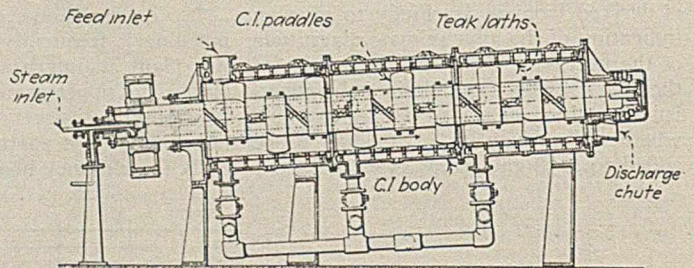 Feed inlet
C.I. paddles
Teak laths
Steam
inlet
C.I body
Discharge
chute